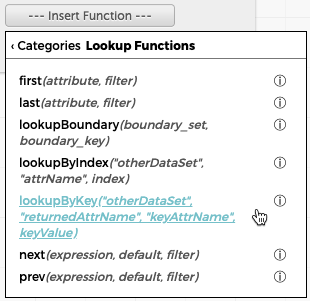 --- Insert Function ---
‹ Categories Lookup Functions
first(attribute, filter) ⓘ
last(attribute, filter) ⓘ
lookupBoundary(boundary_set, ⓘ
boundary_key)
lookupByIndex("otherDataSet", ⓘ
"attrName", index)
lookupByKey("otherDataSet", ⓘ
"returnedAttrName", "keyAttrName",
keyValue)
next(expression, default, filter) ⓘ
prev(expression, default, filter) ⓘ